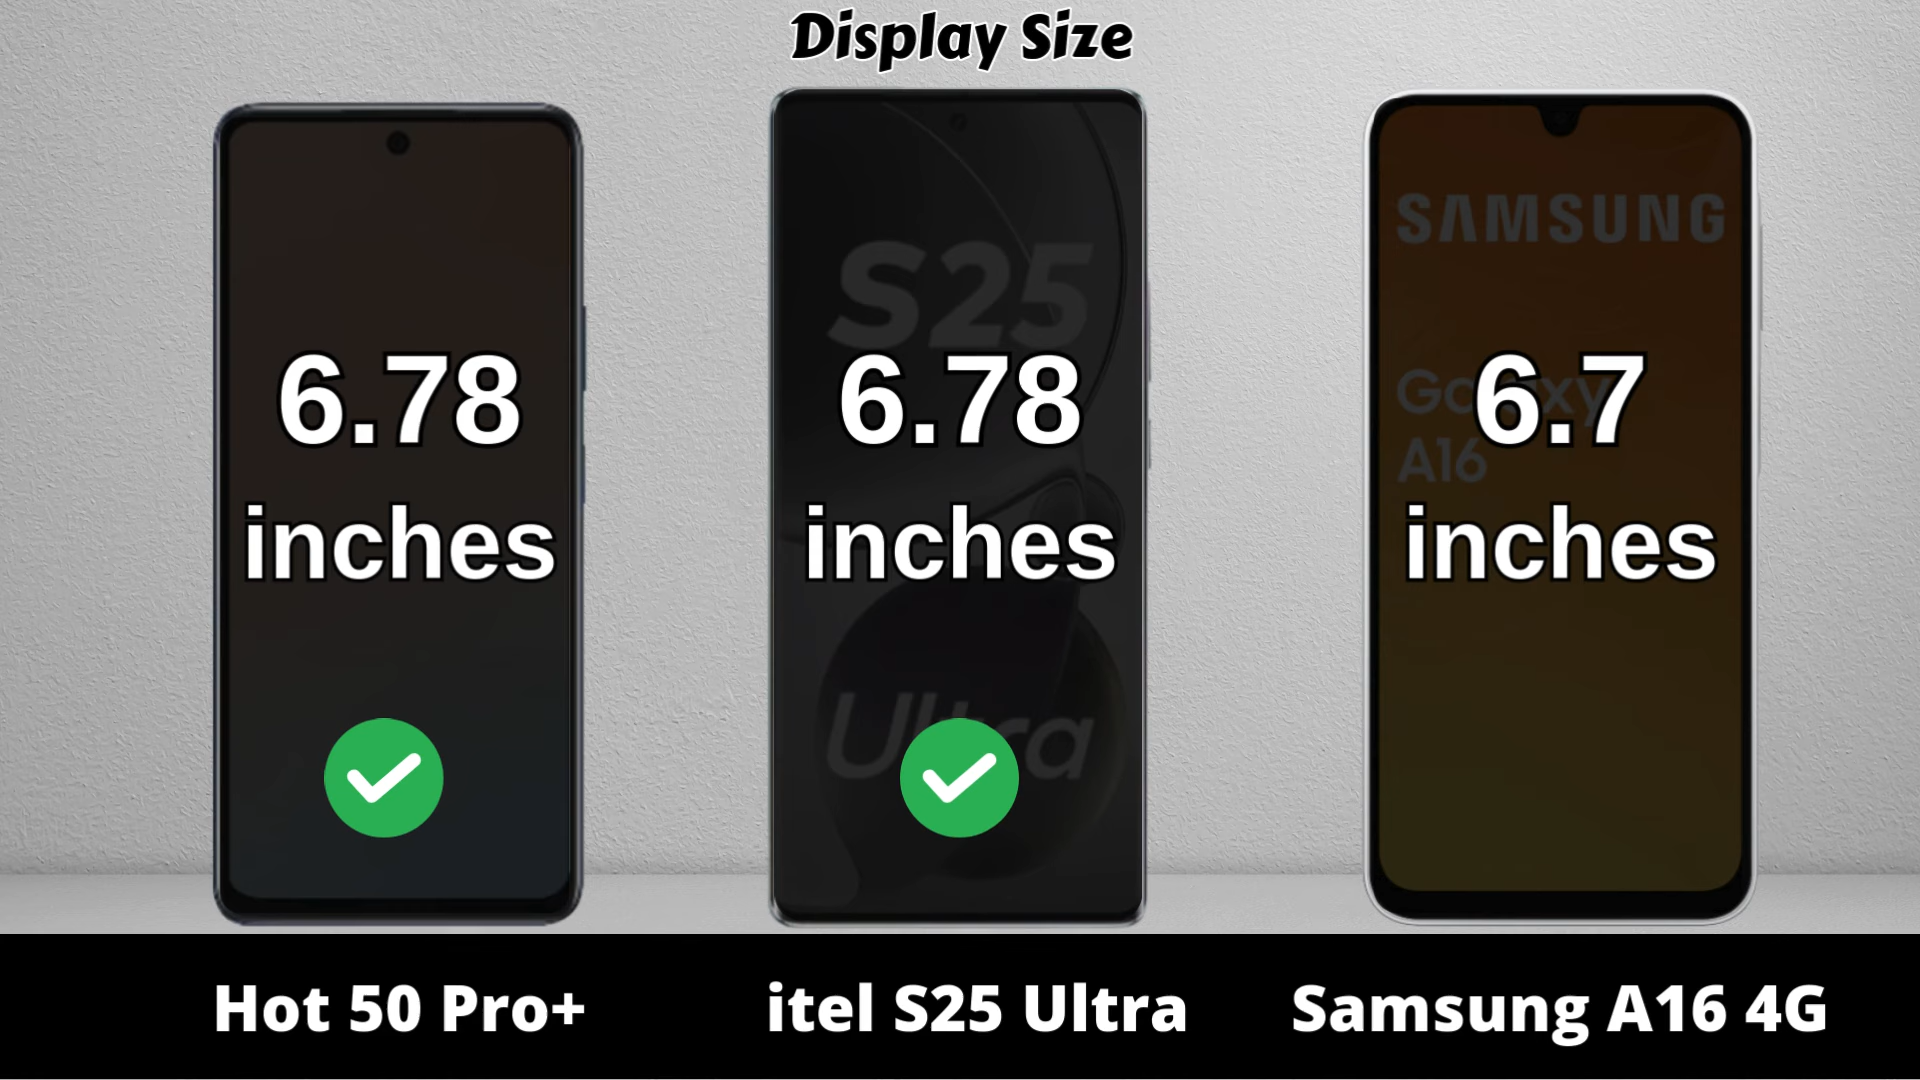 Display Size
S25
6.78
inches
Ultra
6.78
inches
SAMSUNG
Galaxy
A16
6.7
inches
Hot 50 Pro+
itel S25 Ultra
Samsung A16 4G